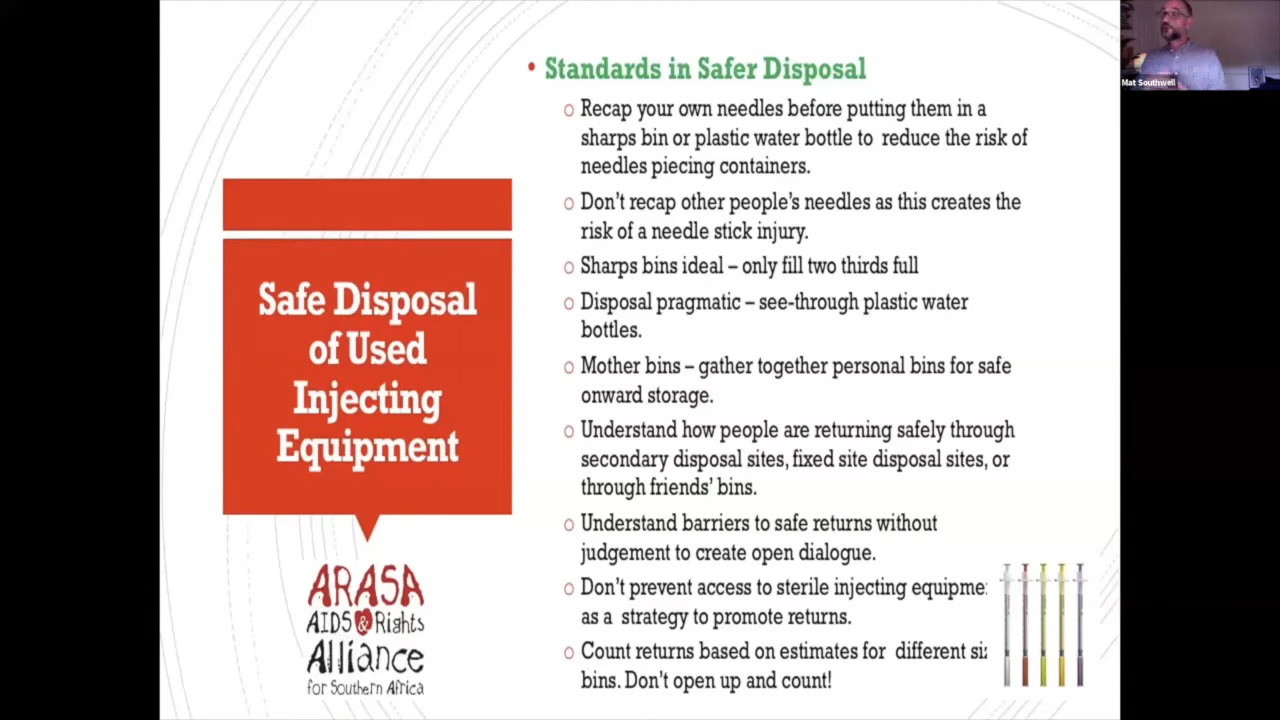 Safe Disposal
of Used
Injecting
Equipment
ARASA
AIDS & Rights
Alliance
for Southern Africa
• Standards in Safer Disposal
o Recap your own needles before putting them in a
sharps bin or plastic water bottle to reduce the risk of
needles piecing containers.
o Don't recap other people's needles as this creates the
risk of a needle stick injury.
o Sharps bins ideal – only fill two thirds full
o Disposal pragmatic – see-through plastic water
bottles.
o Mother bins – gather together personal bins for safe
onward storage.
o Understand how people are returning safely through
secondary disposal sites, fixed site disposal sites, or
through friends' bins.
o Understand barriers to safe returns without
judgement to create open dialogue.
o Don't prevent access to sterile injecting equipme
as a strategy to promote returns.
o Count returns based on estimates for different si
bins. Don't open up and count!
Mat Southwell